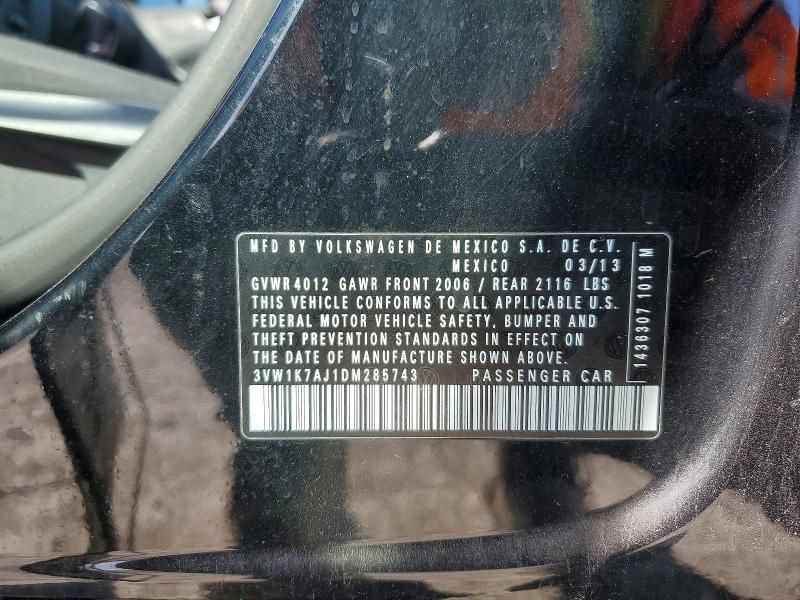 MFD BY VOLKSWAGEN DE MEXICO S.A. DE C.V.
MEXICO 03/13
GVWR 4012 GAWR FRONT 2006 / REAR 2116 LBS
THIS VEHICLE CONFORMS TO ALL APPLICABLE U.S.
FEDERAL MOTOR VEHICLE SAFETY, BUMPER AND
THEFT PREVENTION STANDARDS IN EFFECT ON
THE DATE OF MANUFACTURE SHOWN ABOVE.
3VW1K7AJ1DM285743 PASSENGER CAR
1436307 1018 M